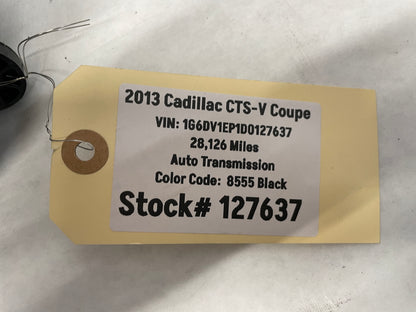 2013 Cadillac CTS-V Coupe
VIN: 1G6DV1EP1D0127637
28,126 Miles
Auto Transmission
Color Code: 8555 Black
Stock# 127637